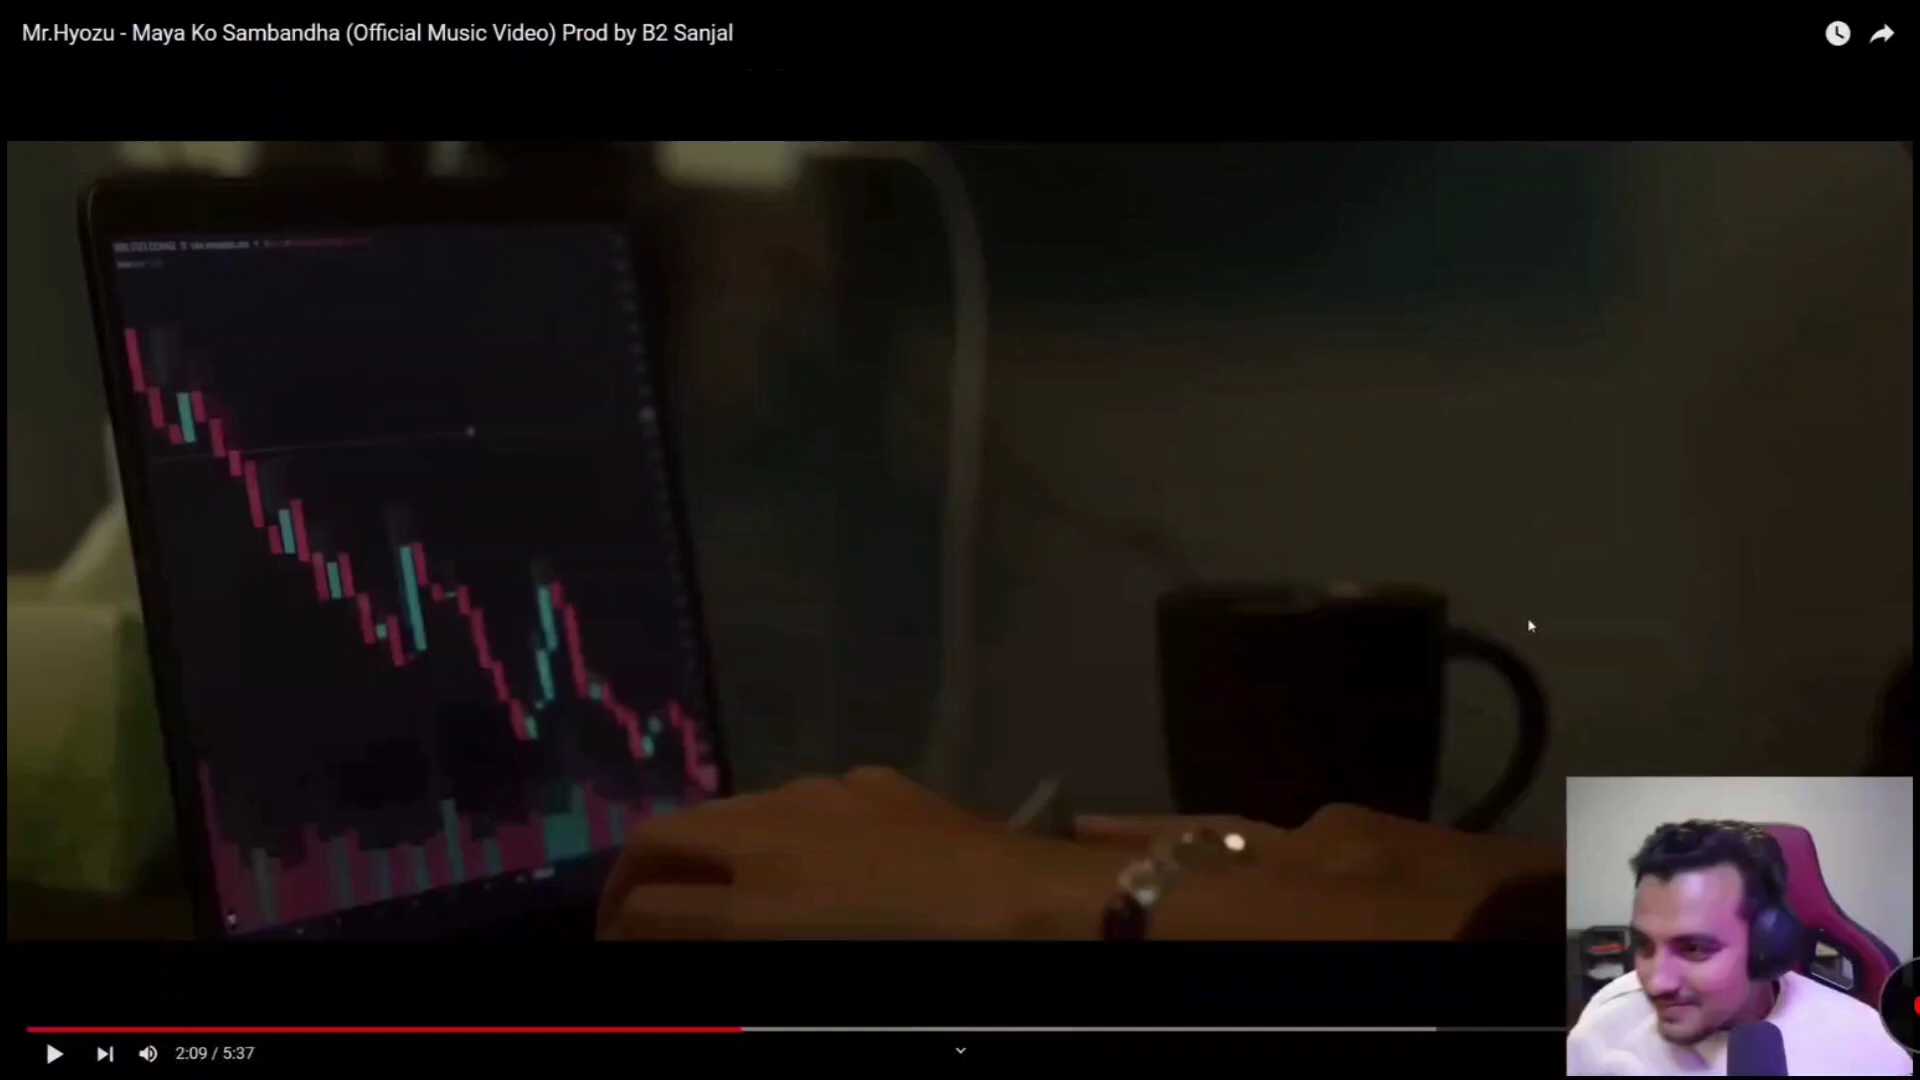 Mr.Hyozu - Maya Ko Sambandha (Official Music Video) Prod by B2 Sanjal
2:09 / 5:37